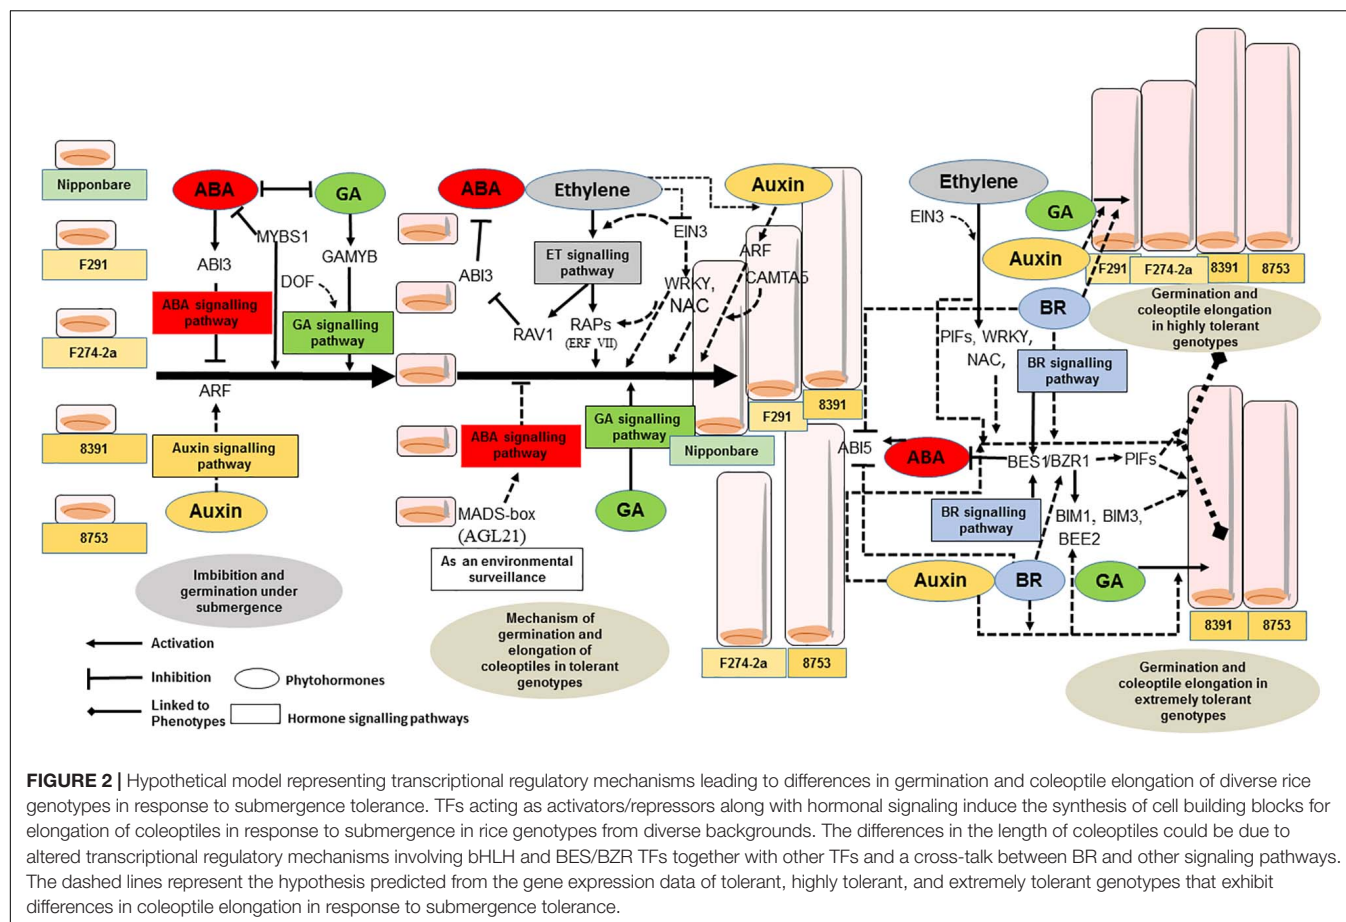 Nipponbare
F291
F274-2a
8391
8753
ABA
GA
MYBS1
ABI3
GAMYB
DOF
ABA signalling
pathway
GA signalling
pathway
ARF
Auxin signalling
pathway
Auxin
Imbibition and
germination under
submergence
Activation
Inhibition
Linked to
Phenotypes
Phytohormones
Hormone signalling pathways
ABA
Ethylene
Auxin
EIN3
ET signalling
pathway
ARF
ABI3
WRKY,
NAC
CAMTA5
RAV1
RAPs
(ERF_VII)
ABA signalling
pathway
GA signalling
pathway
MADS-box
(AGL21)
GA
As an environmental
surveillance
Mechanism of
germination and
elongation of
coleoptiles in tolerant
genotypes
Nipponbare
F291
8391
F274-2a
8753
Ethylene
EIN3
GA
Auxin
BR
F291
F274-2a
8391
8753
Germination and
coleoptile elongation
in highly tolerant
genotypes
PIFs, WRKY,
NAC,
BR signalling
pathway
ABI5
ABA
BES1/BZR1
PIFs
BR signalling
pathway
BIM1, BIM3,
BEE2
Auxin
BR
GA
8391
8753
Germination and
coleoptile elongation in
extremely tolerant
genotypes
FIGURE 2 | Hypothetical model representing transcriptional regulatory mechanisms leading to differences in germination and coleoptile elongation of diverse rice
genotypes in response to submergence tolerance. TFs acting as activators/repressors along with hormonal signaling induce the synthesis of cell building blocks for
elongation of coleoptiles in response to submergence in rice genotypes from diverse backgrounds. The differences in the length of coleoptiles could be due to
altered transcriptional regulatory mechanisms involving bHLH and BES/BZR TFs together with other TFs and a cross-talk between BR and other signaling pathways.
The dashed lines represent the hypothesis predicted from the gene expression data of tolerant, highly tolerant, and extremely tolerant genotypes that exhibit
differences in coleoptile elongation in response to submergence tolerance.